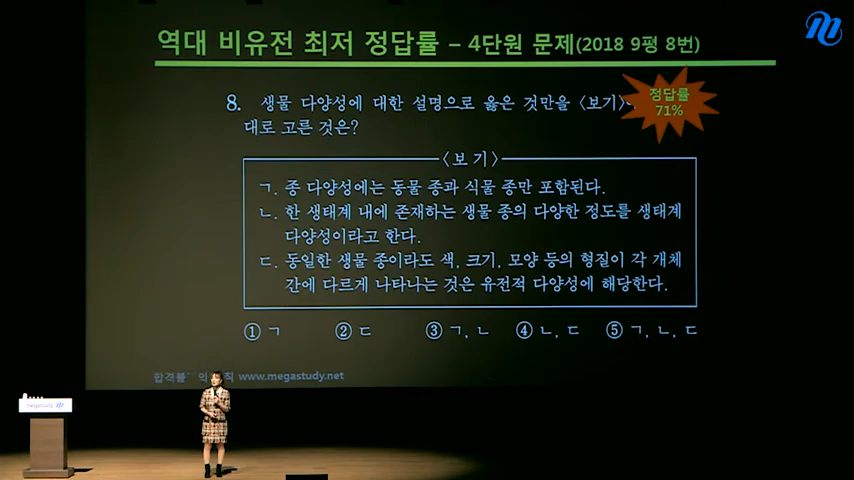 역대 비유전 최저 정답률 – 4단원 문제(2018 9평 8번)
정답률
71%
8. 생물 다양성에 대한 설명으로 옳은 것만을 〈보기〉
대로 고른 것은?
〈보 기〉
ㄱ. 종 다양성에는 동물 종과 식물 종만 포함된다.
ㄴ. 한 생태계 내에 존재하는 생물 종의 다양한 정도를 생태계
다양성이라고 한다.
ㄷ. 동일한 생물 종이라도 색, 크기, 모양 등의 형질이 각 개체
간에 다르게 나타나는 것은 유전적 다양성에 해당한다.
① ㄱ ② ㄷ ③ ㄱ, ㄴ ④ ㄴ, ㄷ ⑤ ㄱ, ㄴ, ㄷ
www.megastudy.net
megastudy